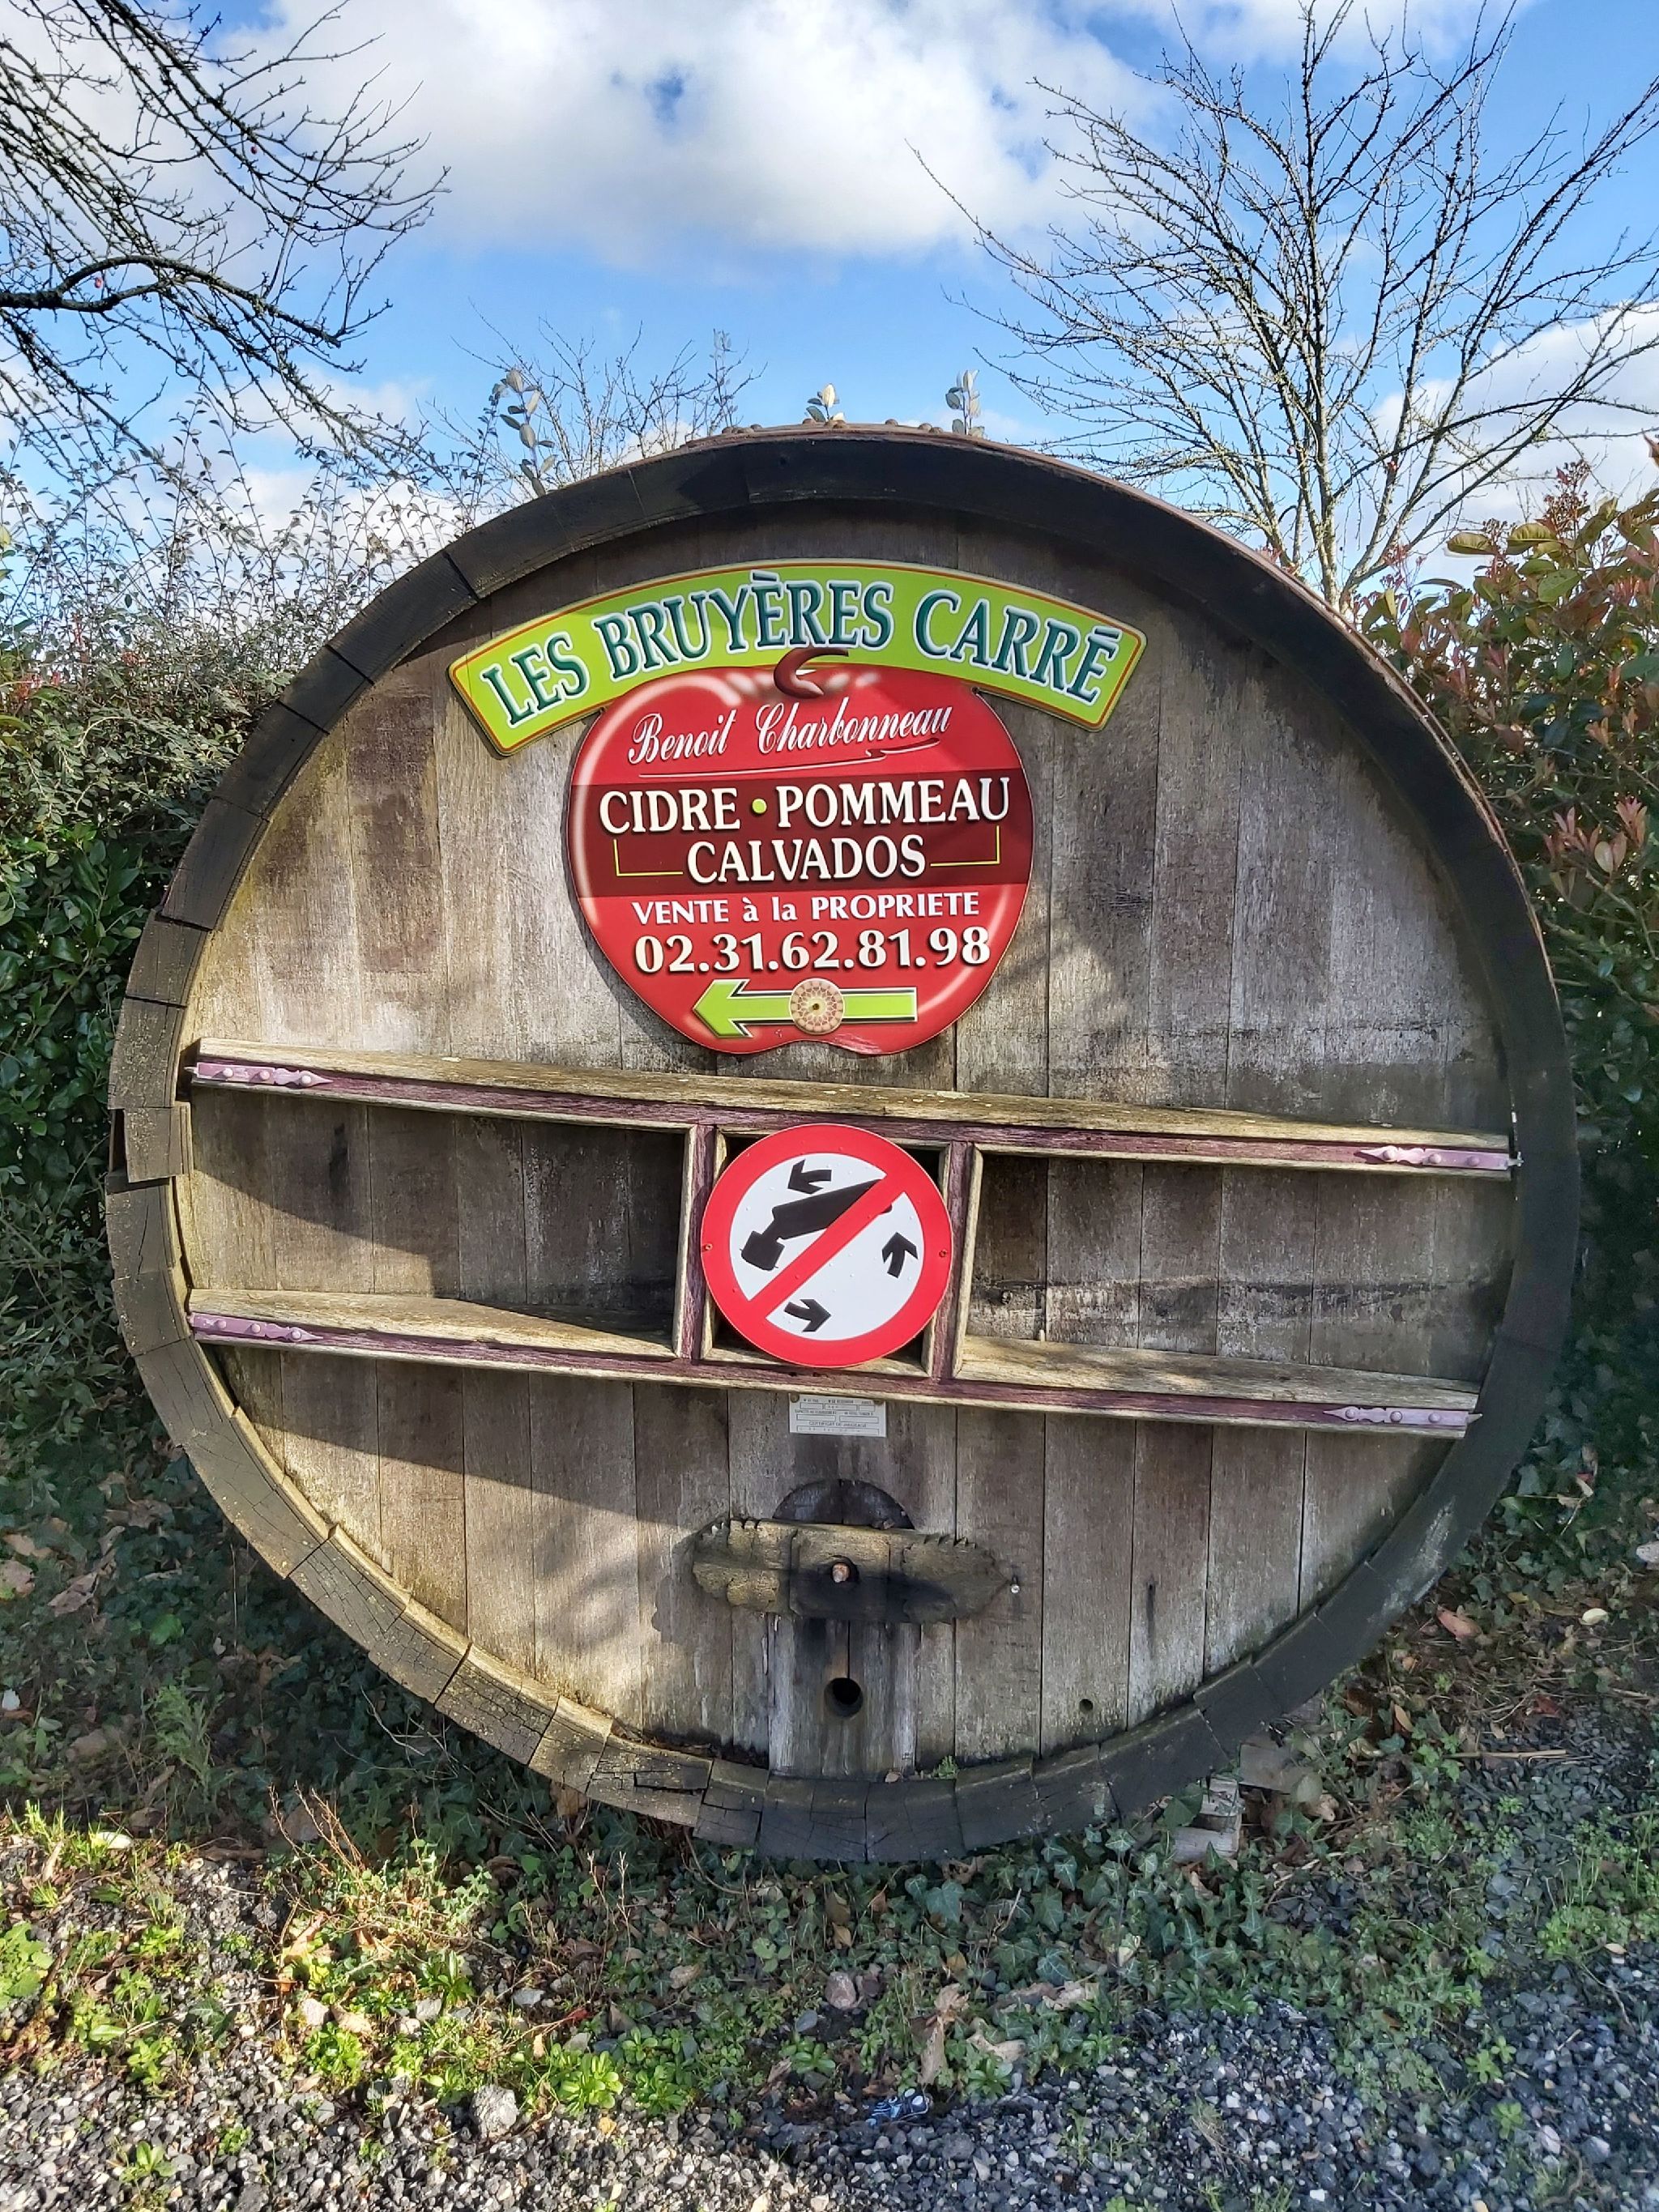 LES BRUYÈRES CARRÉ
Benoit Charbonneau
CIDRE • POMMEAU
CALVADOS
VENTE à la PROPRIETE
02.31.62.81.98